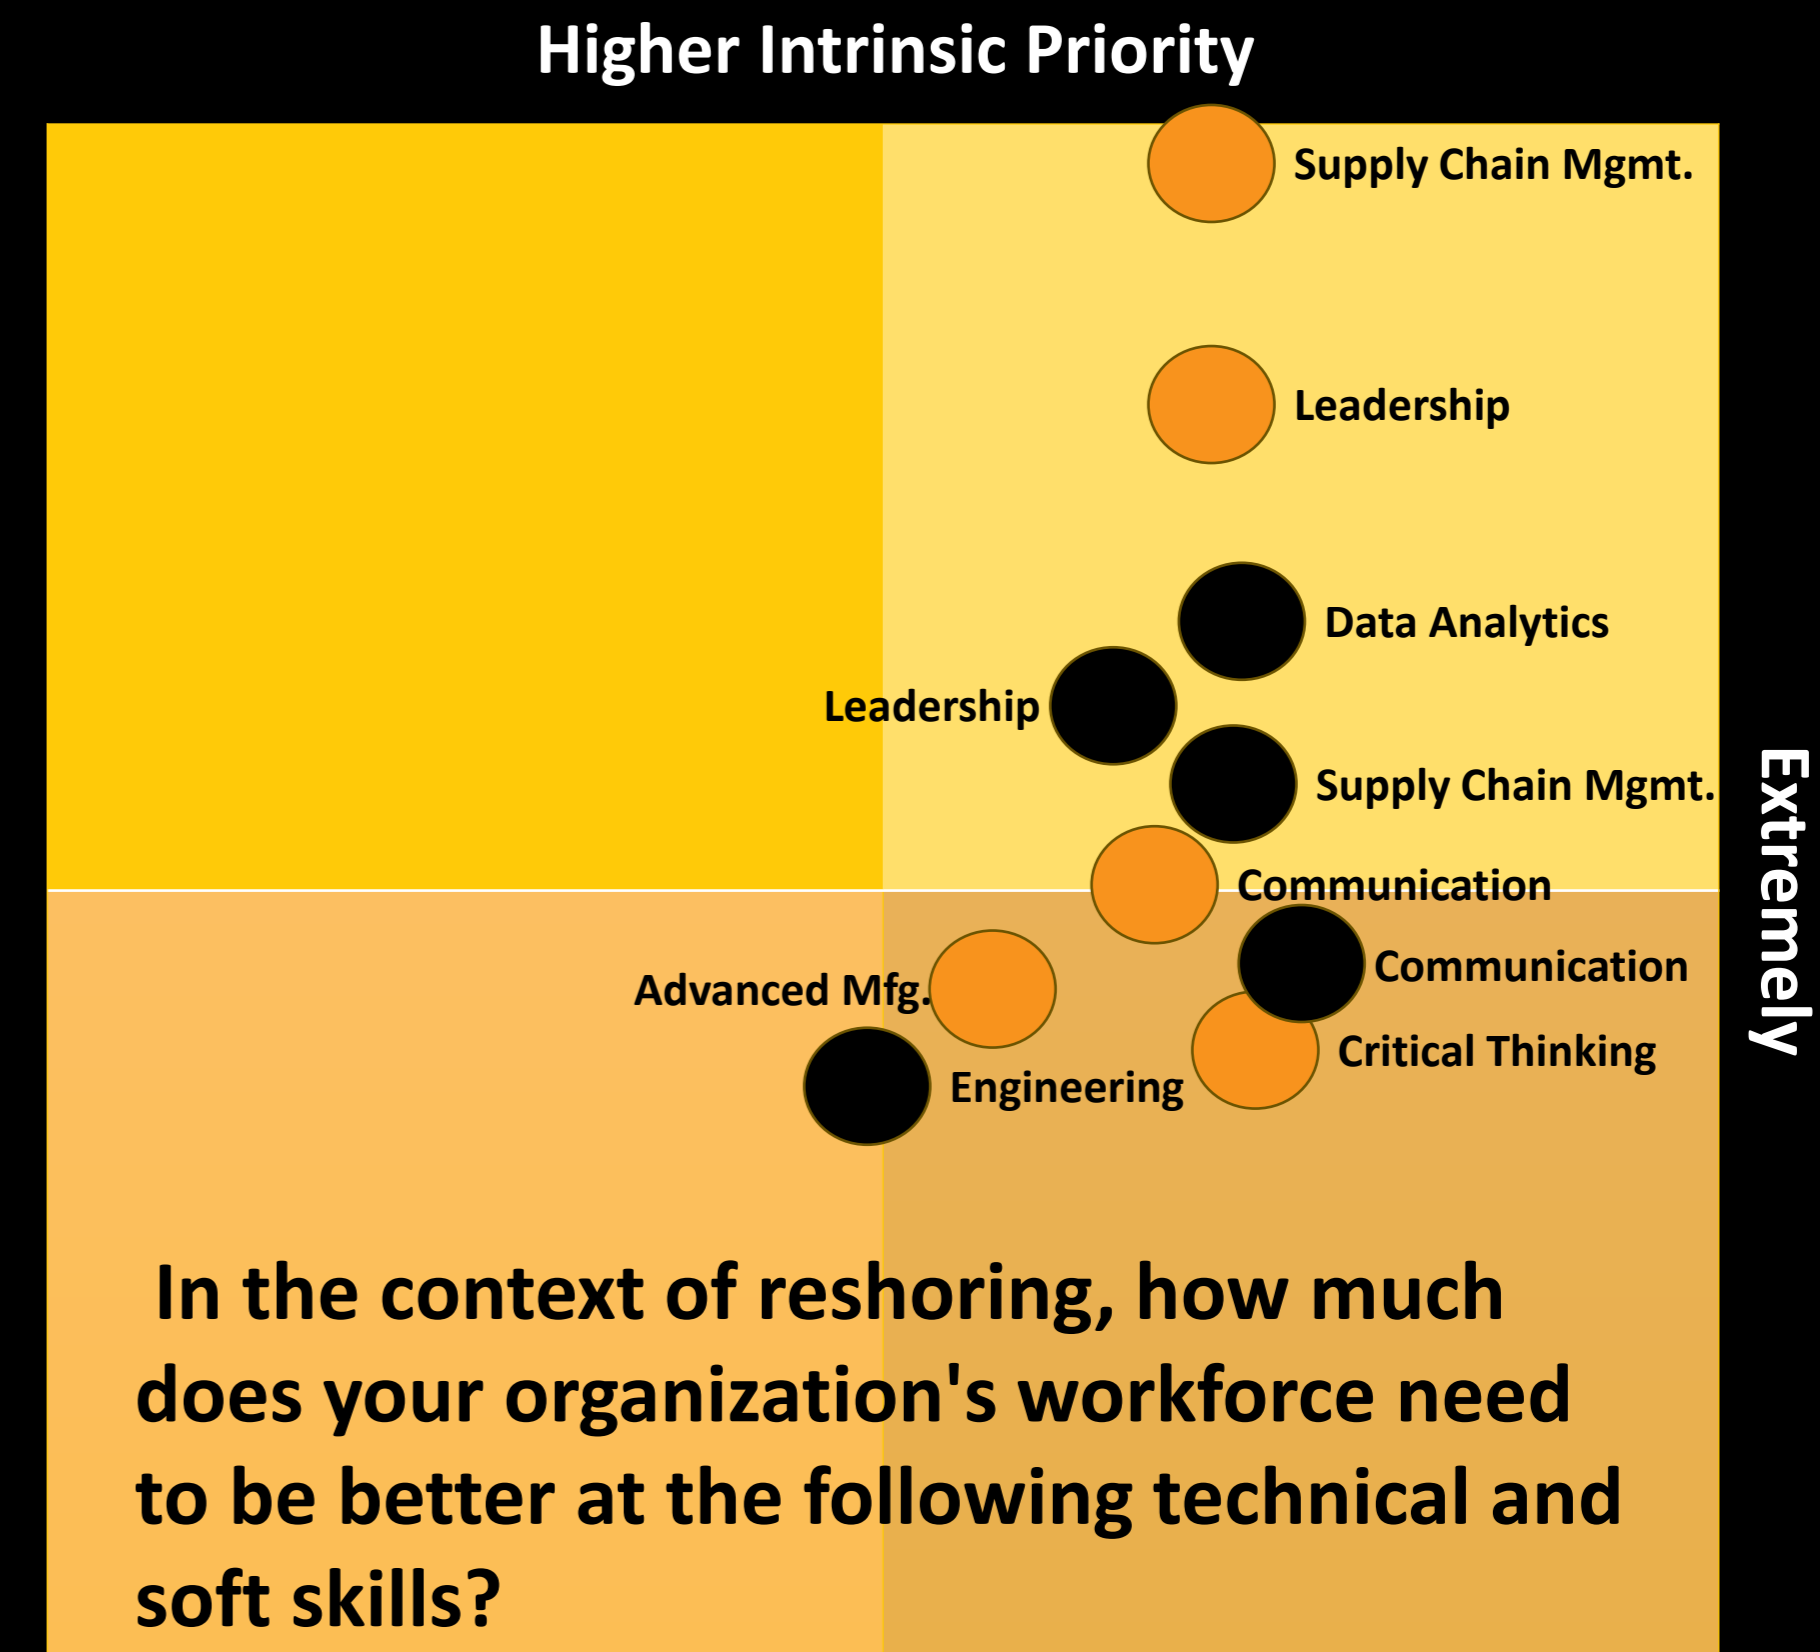 Higher Intrinsic Priority
Supply Chain Mgmt.
Leadership
Data Analytics
Leadership
Supply Chain Mgmt.
Extremely
Communication
Communication
Advanced Mfg.
Critical Thinking
Engineering
In the context of reshoring, how much
does your organization's workforce need
to be better at the following technical and
soft skills?